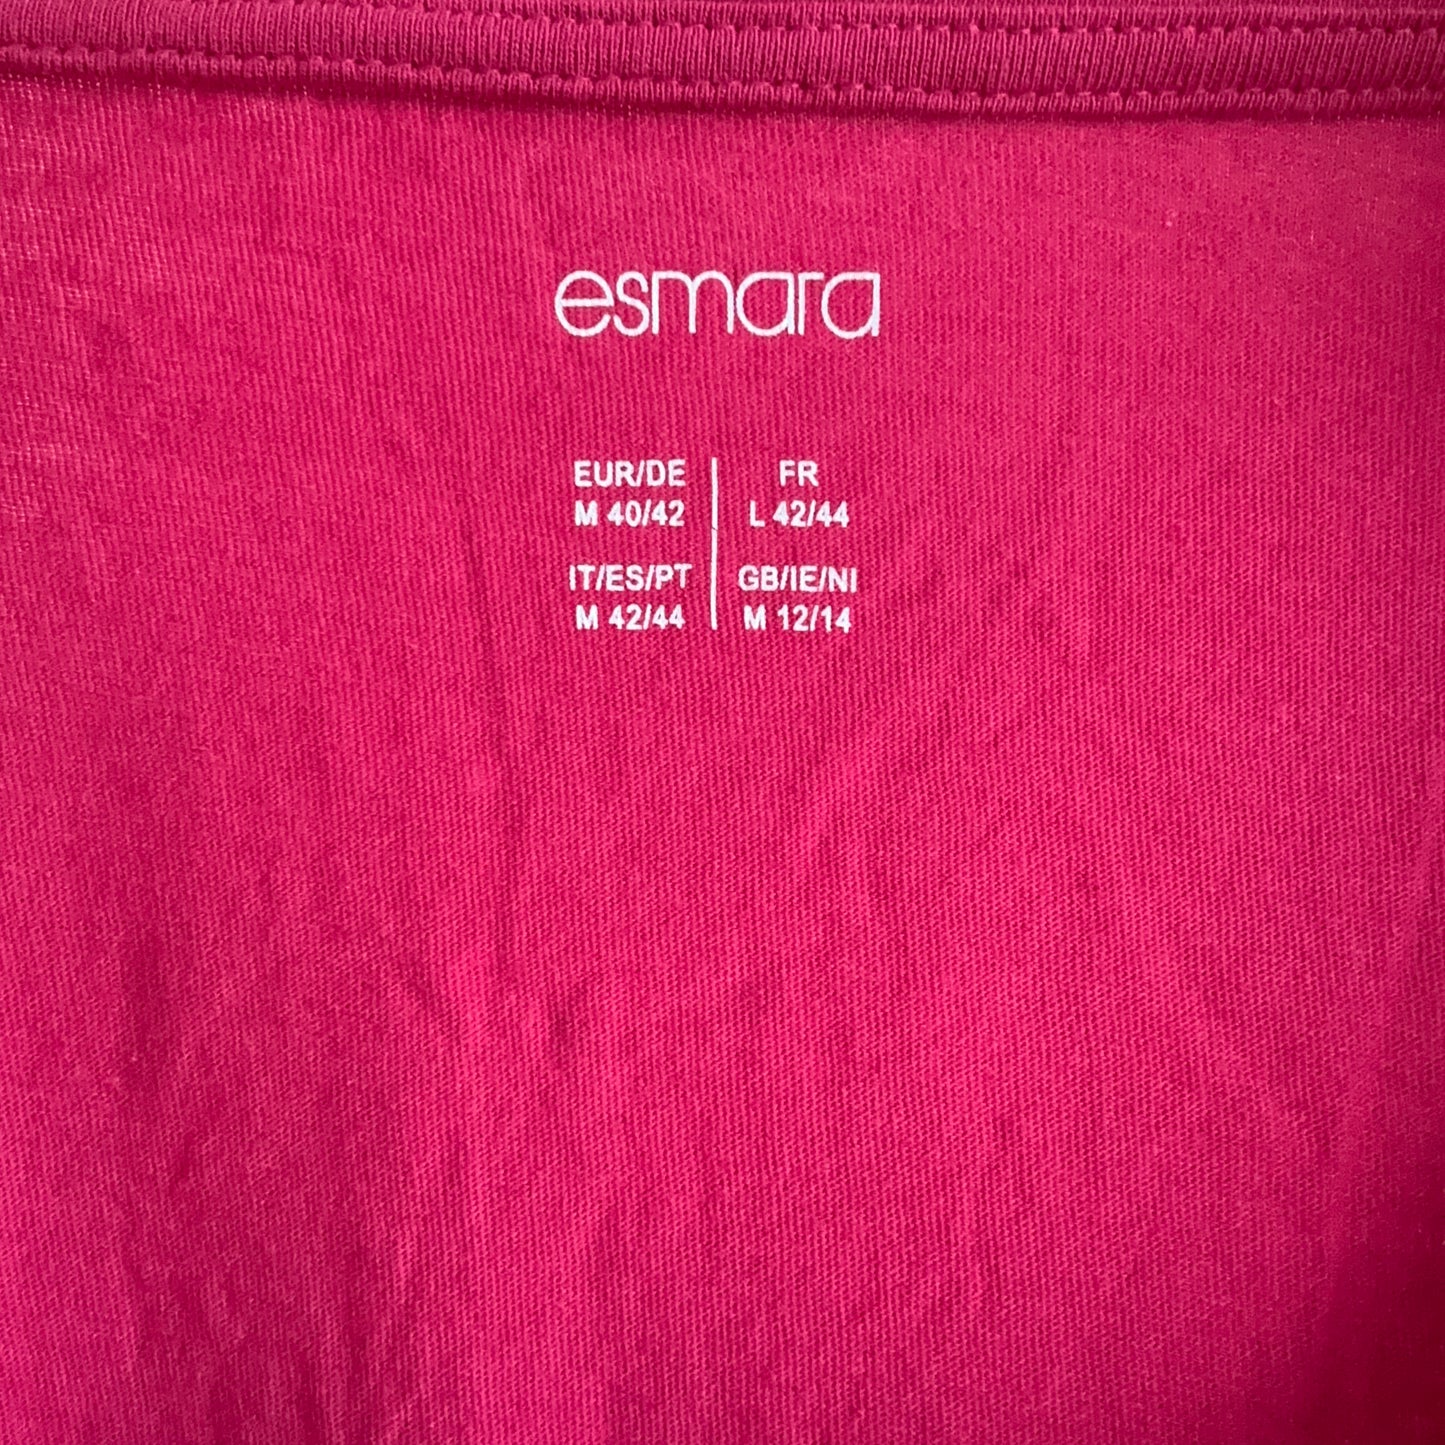 esmara
EUR/DE
M 40/42
FR
L 42/44
IT/ES/PT
M 42/44
GB/IE/NI
M 12/14